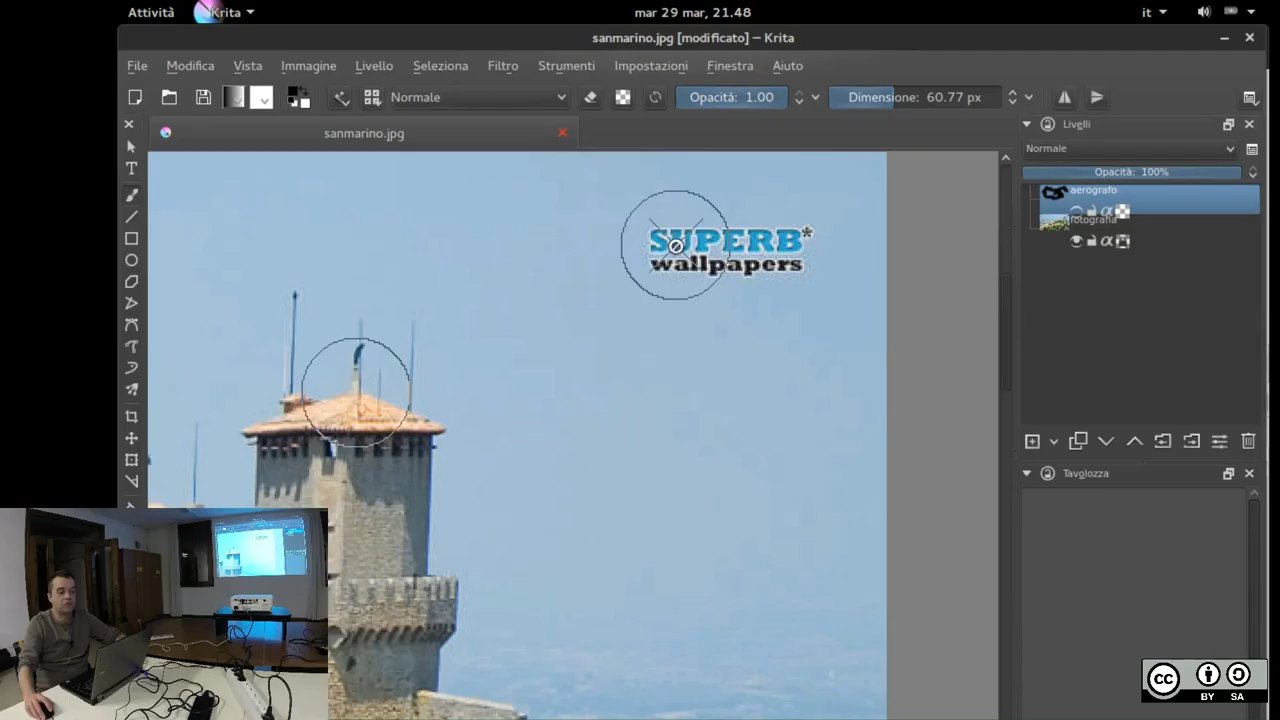 Attività
Krita
mar 29 mar, 21.48
it
sanmarino.jpg [modificato] – Krita
File
Modifica
Vista
Immagine
Livello
Seleziona
Filtro
Strumenti
Impostazioni
Finestra
Aiuto
Normale
Opacità: 1.00
Dimensione: 60.77 px
sanmarino.jpg
Livelli
Normale
Opacità: 100%
aerografo
fotografia
SUPERB*
wallpapers
Tavolozza
CC
BY SA